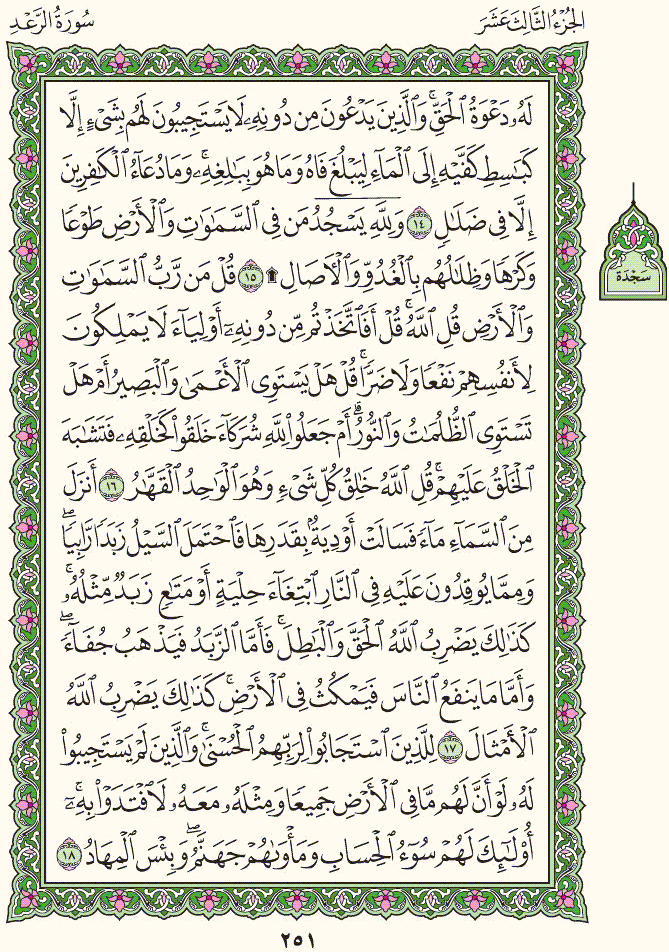 الجُزْءُ الثَّالِثَ عَشَرَ
سُورَةُ الرَّعْدِ
لَهُۥ دَعْوَةُ ٱلْحَقِّۖ وَٱلَّذِينَ يَدْعُونَ مِن دُونِهِۦ لَا يَسْتَجِيبُونَ لَهُم بِشَىْءٍ إِلَّا
كَبَٰسِطِ كَفَّيْهِ إِلَى ٱلْمَآءِ لِيَبْلُغَ فَاهُ وَمَا هُوَ بِبَٰلِغِهِۦۚ وَمَا دُعَآءُ ٱلْكَٰفِرِينَ
إِلَّا فِى ضَلَٰلٍ ١٤ وَلِلَّهِ يَسْجُدُ مَن فِى ٱلسَّمَٰوَٰتِ وَٱلْأَرْضِ طَوْعًا
وَكَرْهًا وَظِلَٰلُهُم بِٱلْغُدُوِّ وَٱلْءَاصَالِ ۩ ١٥ قُلْ مَن رَّبُّ ٱلسَّمَٰوَٰتِ
وَٱلْأَرْضِ قُلِ ٱللَّهُۚ قُلْ أَفَٱتَّخَذْتُم مِّن دُونِهِۦٓ أَوْلِيَآءَ لَا يَمْلِكُونَ
لِأَنفُسِهِمْ نَفْعًا وَلَا ضَرًّاۚ قُلْ هَلْ يَسْتَوِى ٱلْأَعْمَىٰ وَٱلْبَصِيرُ أَمْ هَلْ
تَسْتَوِى ٱلظُّلُمَٰتُ وَٱلنُّورُۗ أَمْ جَعَلُوا۟ لِلَّهِ شُرَكَآءَ خَلَقُوا۟ كَخَلْقِهِۦ فَتَشَٰبَهَ
ٱلْخَلْقُ عَلَيْهِمْۚ قُلِ ٱللَّهُ خَٰلِقُ كُلِّ شَىْءٍ وَهُوَ ٱلْوَٰحِدُ ٱلْقَهَّٰرُ ١٦ أَنزَلَ
مِنَ ٱلسَّمَآءِ مَآءً فَسَالَتْ أَوْدِيَةٌۢ بِقَدَرِهَا فَٱحْتَمَلَ ٱلسَّيْلُ زَبَدًا رَّابِيًاۖ
وَمِمَّا يُوقِدُونَ عَلَيْهِ فِى ٱلنَّارِ ٱبْتِغَآءَ حِلْيَةٍ أَوْ مَتَٰعٍ زَبَدٌ مِّثْلُهُۥۚ
كَذَٰلِكَ يَضْرِبُ ٱللَّهُ ٱلْحَقَّ وَٱلْبَٰطِلَۚ فَأَمَّا ٱلزَّبَدُ فَيَذْهَبُ جُفَآءًۖ
وَأَمَّا مَا يَنفَعُ ٱلنَّاسَ فَيَمْكُثُ فِى ٱلْأَرْضِۚ كَذَٰلِكَ يَضْرِبُ ٱللَّهُ
ٱلْأَمْثَالَ ١٧ لِلَّذِينَ ٱسْتَجَابُوا۟ لِرَبِّهِمُ ٱلْحُسْنَىٰۚ وَٱلَّذِينَ لَمْ يَسْتَجِيبُوا۟
لَهُۥ لَوْ أَنَّ لَهُم مَّا فِى ٱلْأَرْضِ جَمِيعًا وَمِثْلَهُۥ مَعَهُۥ لَٱفْتَدَوْا۟ بِهِۦٓۚ
أُو۟لَٰٓئِكَ لَهُمْ سُوٓءُ ٱلْحِسَابِ وَمَأْوَىٰهُمْ جَهَنَّمُۖ وَبِئْسَ ٱلْمِهَادُ ١٨
سَجْدَة
٢٥١